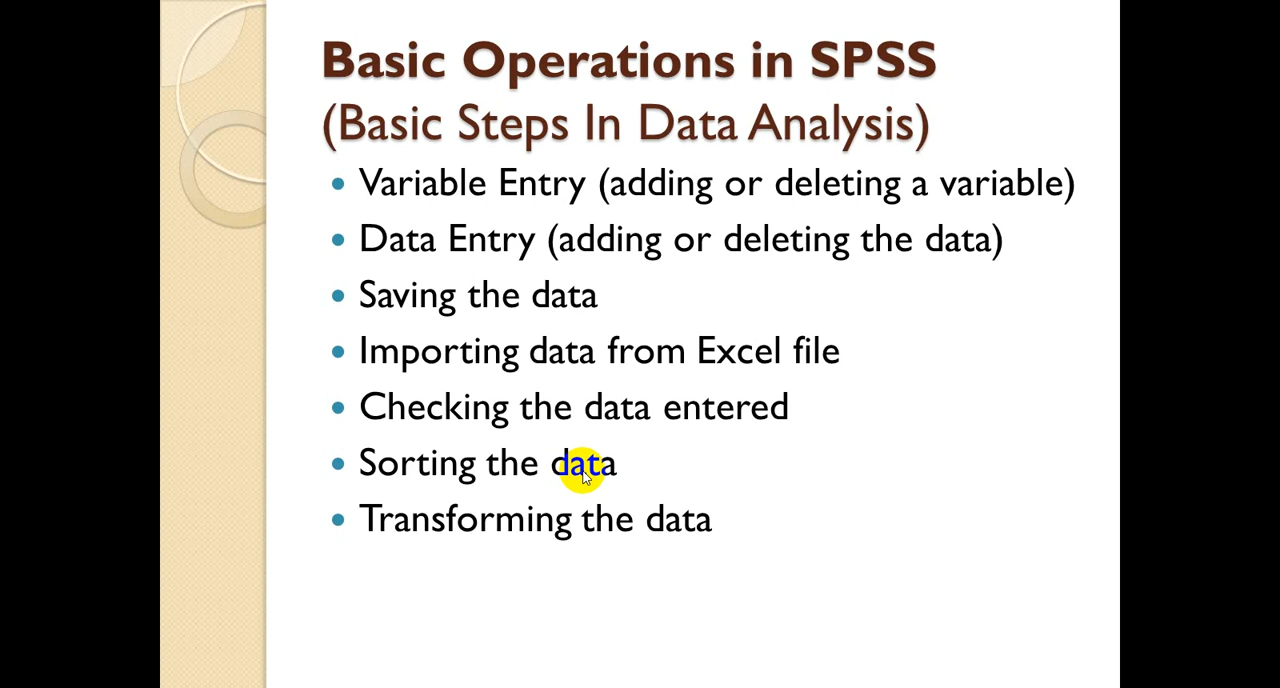 Basic Operations in SPSS
(Basic Steps In Data Analysis)
• Variable Entry (adding or deleting a variable)
• Data Entry (adding or deleting the data)
• Saving the data
• Importing data from Excel file
• Checking the data entered
• Sorting the data
• Transforming the data